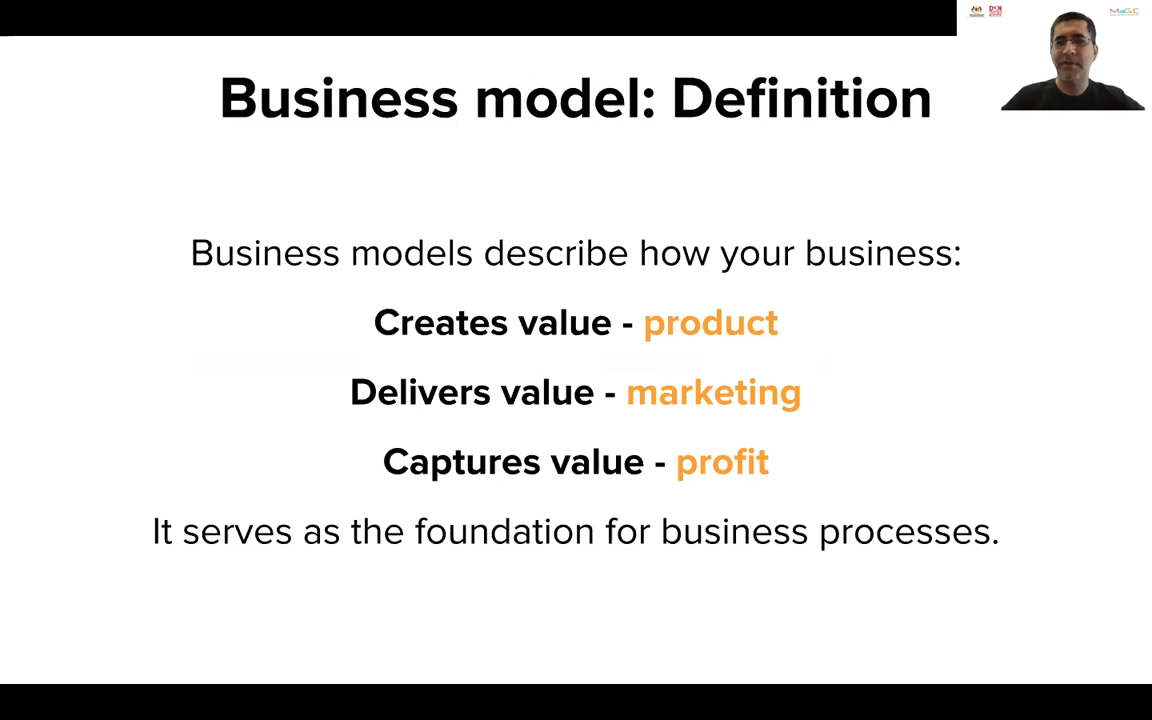 MaGIC
Business model: Definition
Business models describe how your business:
Creates value - product
Delivers value - marketing
Captures value - profit
It serves as the foundation for business processes.